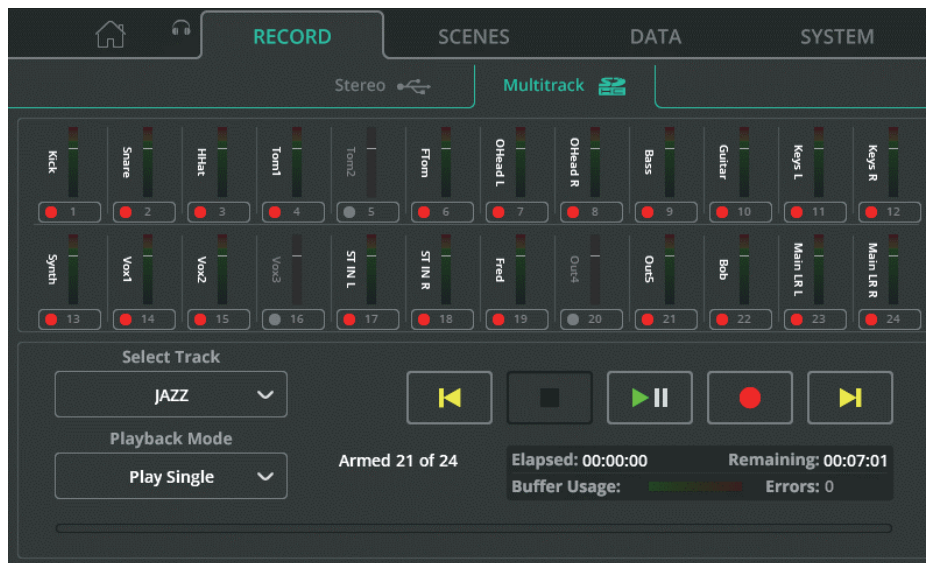 RECORD SCENES DATA SYSTEM
Stereo Multitrack
Kick Snare HHat Tom1 Tom2 FTom OHead L OHead R Bass Guitar Keys L Keys R
1 2 3 4 5 6 7 8 9 10 11 12
Synth Vox1 Vox2 Vox3 ST IN L ST IN R Fred Out4 Out5 Bob Main LR L Main LR R
13 14 15 16 17 18 19 20 21 22 23 24
Select Track
JAZZ
Playback Mode
Play Single
Armed 21 of 24
Elapsed: 00:00:00 Remaining: 00:07:01
Buffer Usage: Errors: 0